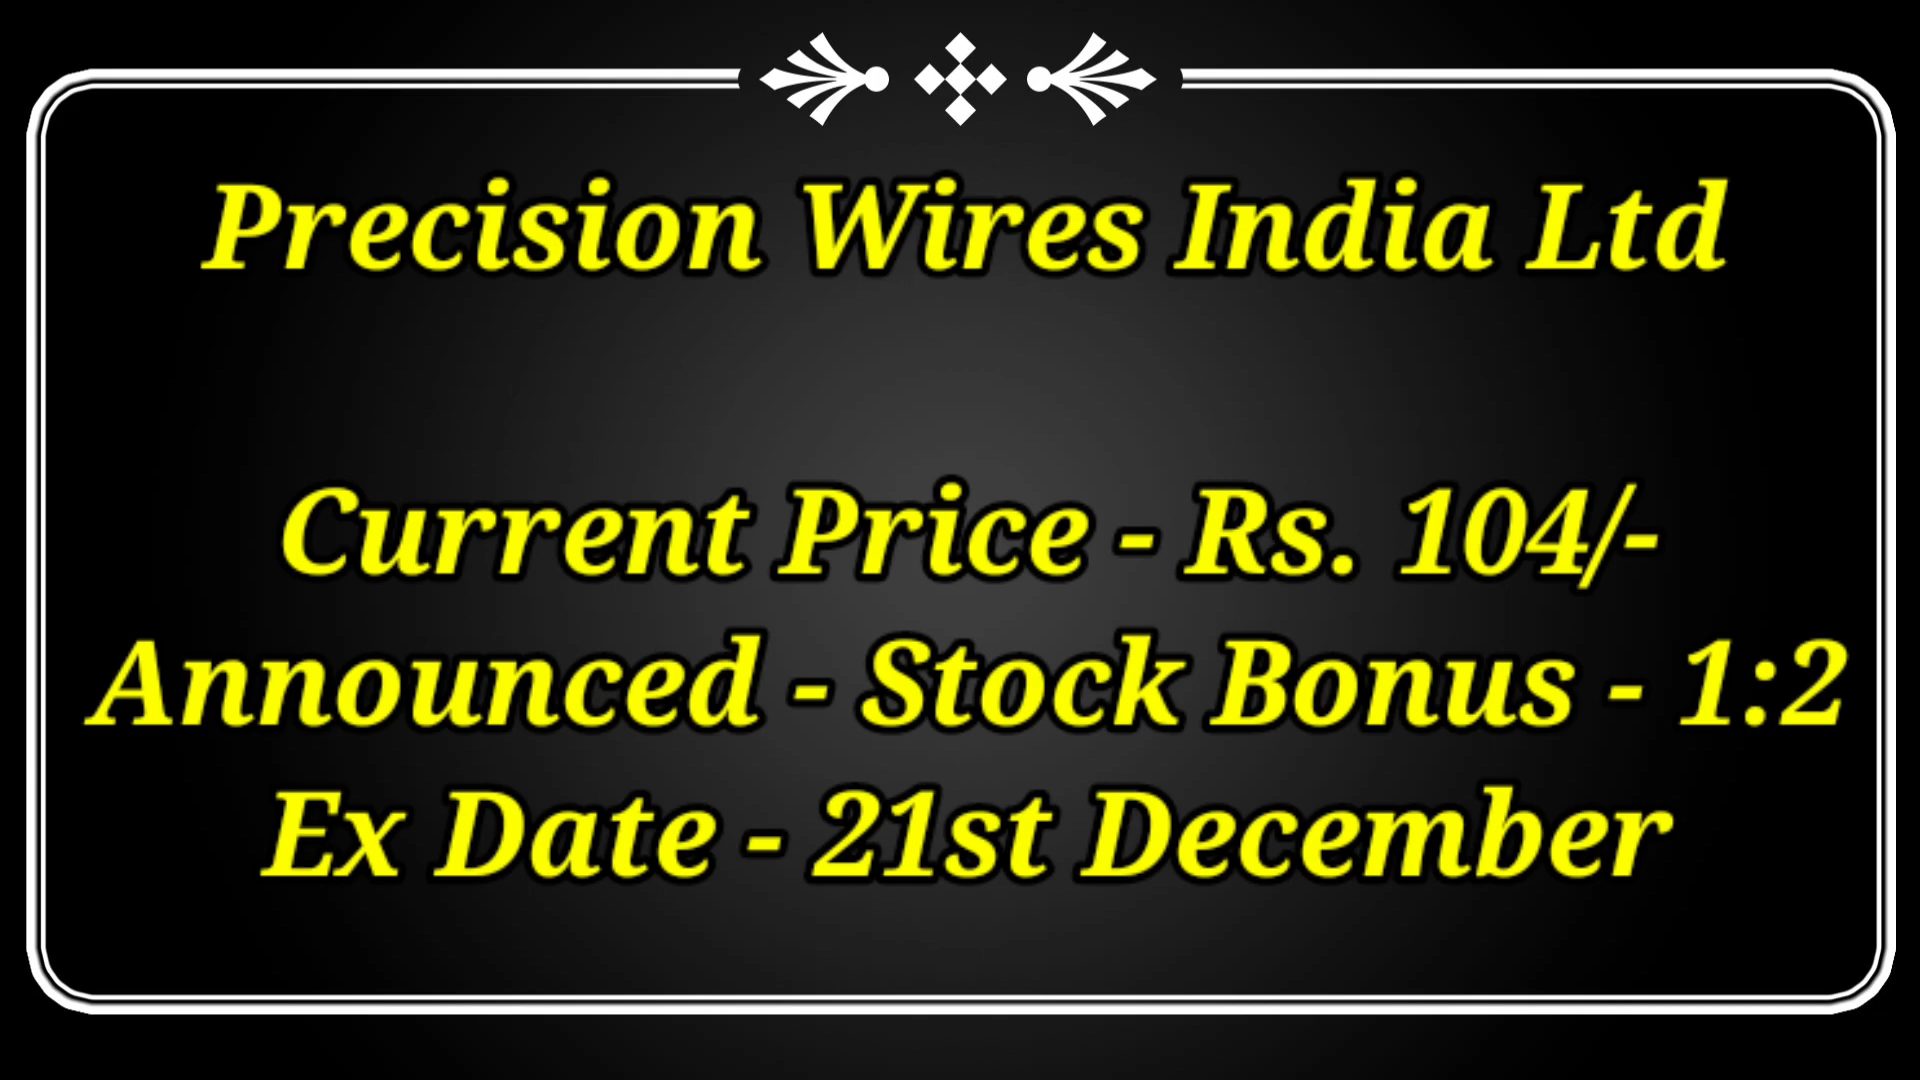 Precision Wires India Ltd
Current Price - Rs. 104/-
Announced - Stock Bonus - 1:2
Ex Date - 21st December